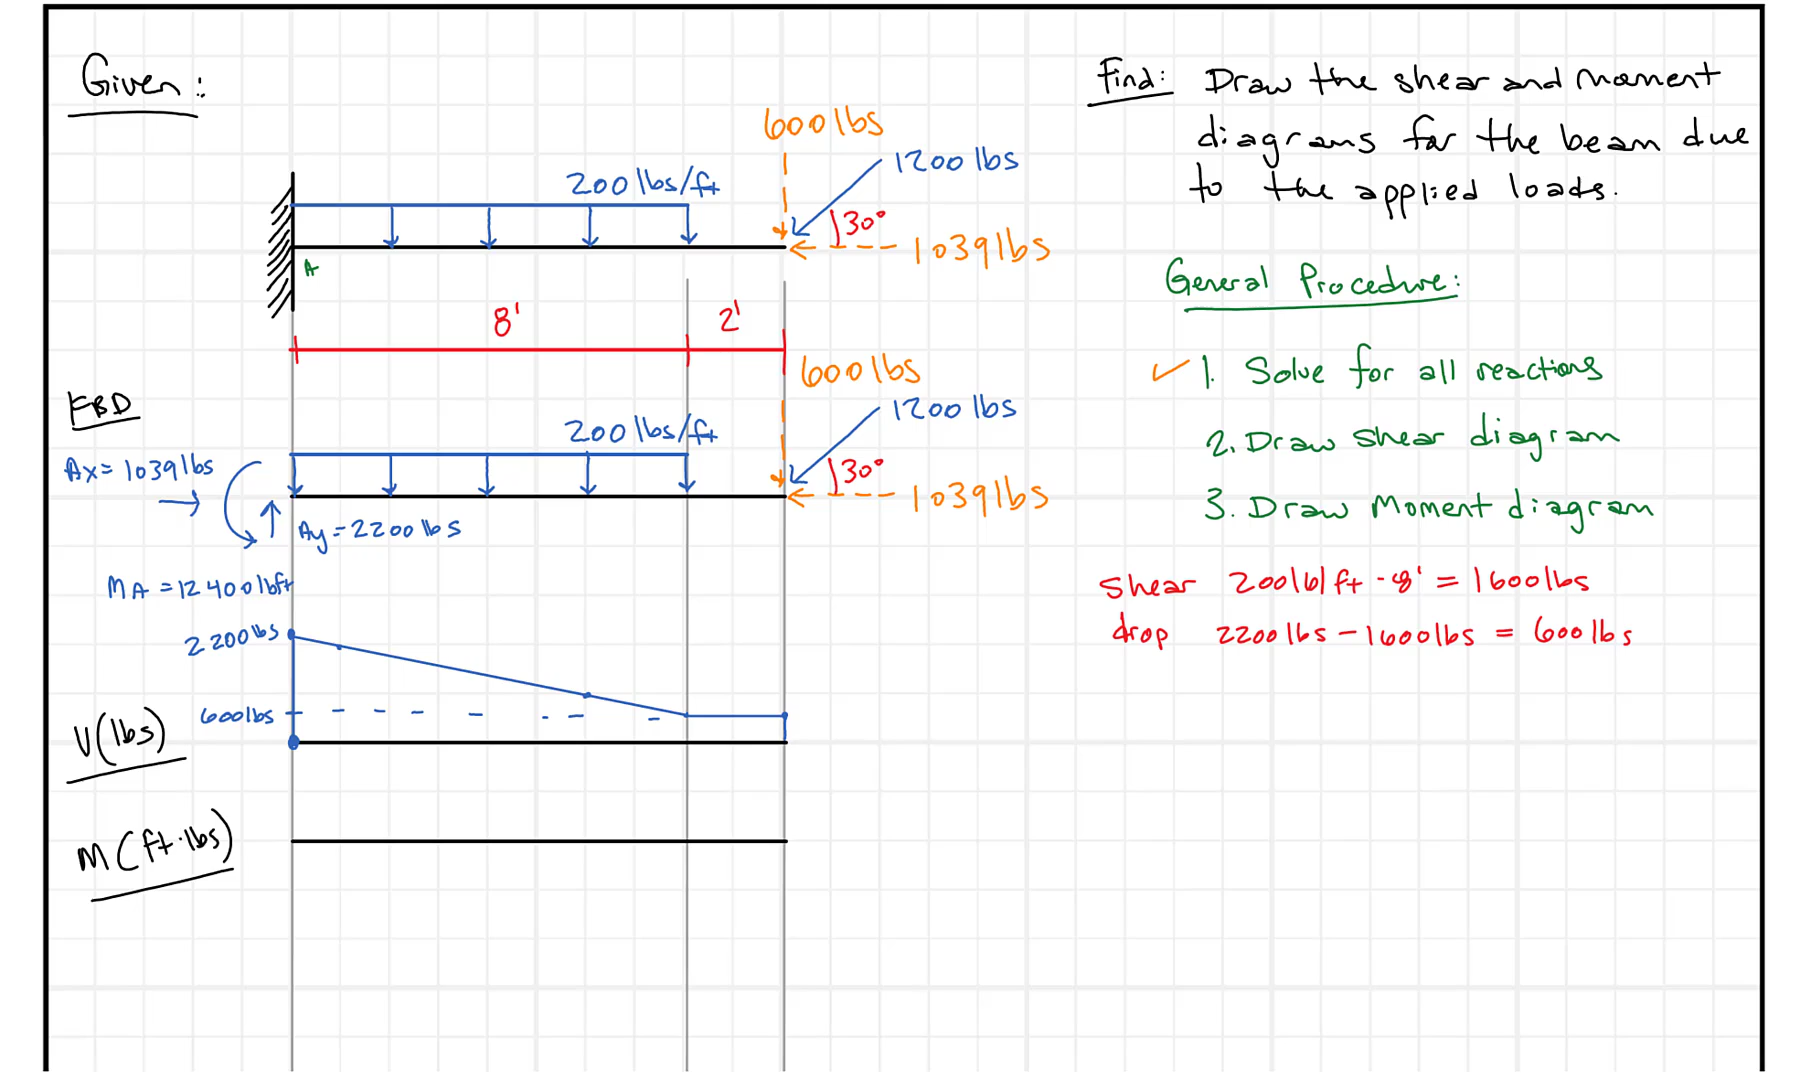 Given:
600 lbs
1200 lbs
200 lbs/ft
30°
1039 lbs
A
8'
2'
FBD
600 lbs
1200 lbs
200 lbs/ft
30°
1039 lbs
Ax = 1039 lbs
Ay = 2200 lbs
MA = 12400 lbft
2200 lbs
600 lbs
V(lbs)
M(ft·lbs)
Find: Draw the shear and moment
diagrams for the beam due
to the applied loads.
General Procedure:
✓ 1. Solve for all reactions
2. Draw shear diagram
3. Draw Moment diagram
Shear 200 lb/ft · 8' = 1600 lbs
drop 2200 lbs - 1600 lbs = 600 lbs